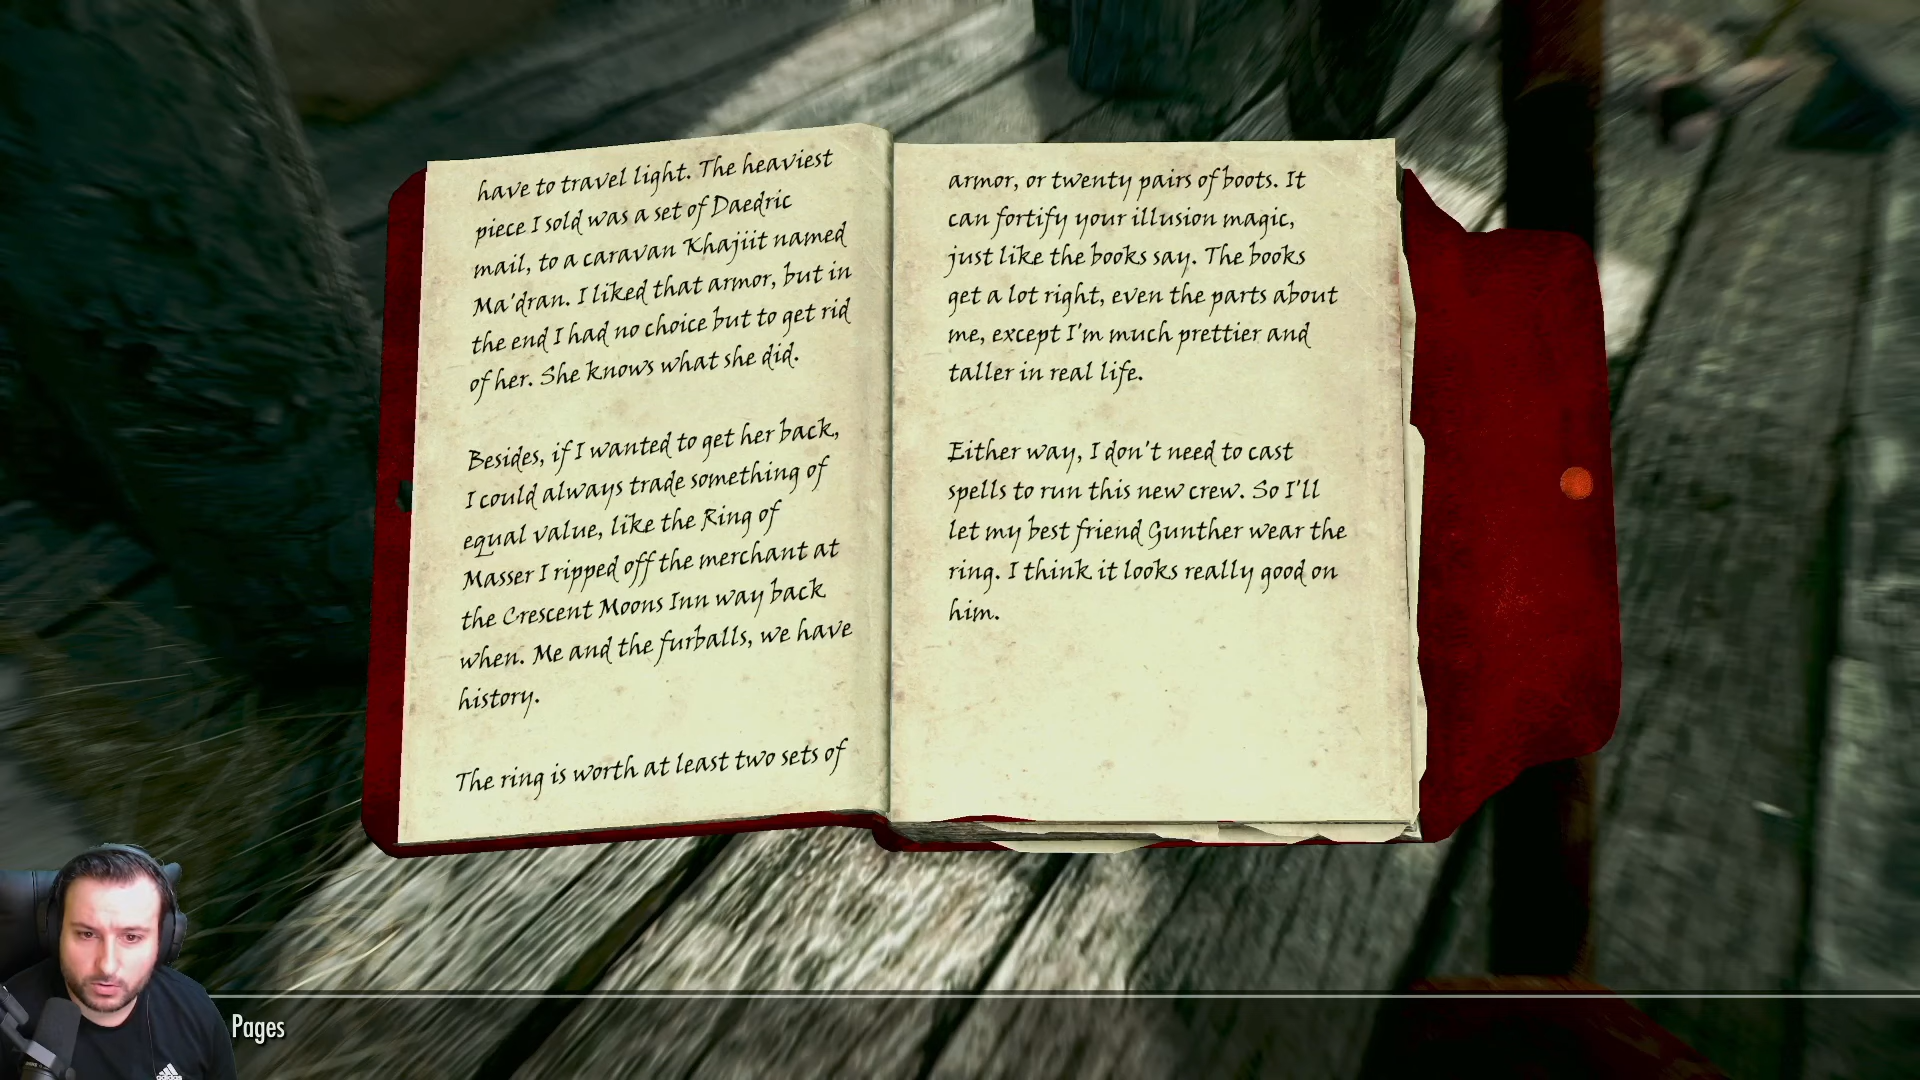 have to travel light. The heaviest
piece I sold was a set of Daedric
mail, to a caravan Khajiit named
Ma'dran. I liked that armor, but in
the end I had no choice but to get rid
of her. She knows what she did.
Besides, if I wanted to get her back,
I could always trade something of
equal value, like the Ring of
Masser I ripped off the merchant at
the Crescent Moons Inn way back
when. Me and the furballs, we have
history.
The ring is worth at least two sets of
armor, or twenty pairs of boots. It
can fortify your illusion magic,
just like the books say. The books
get a lot right, even the parts about
me, except I'm much prettier and
taller in real life.
Either way, I don't need to cast
spells to run this new crew. So I'll
let my best friend Gunther wear the
ring. I think it looks really good on
him.
Pages
adidas